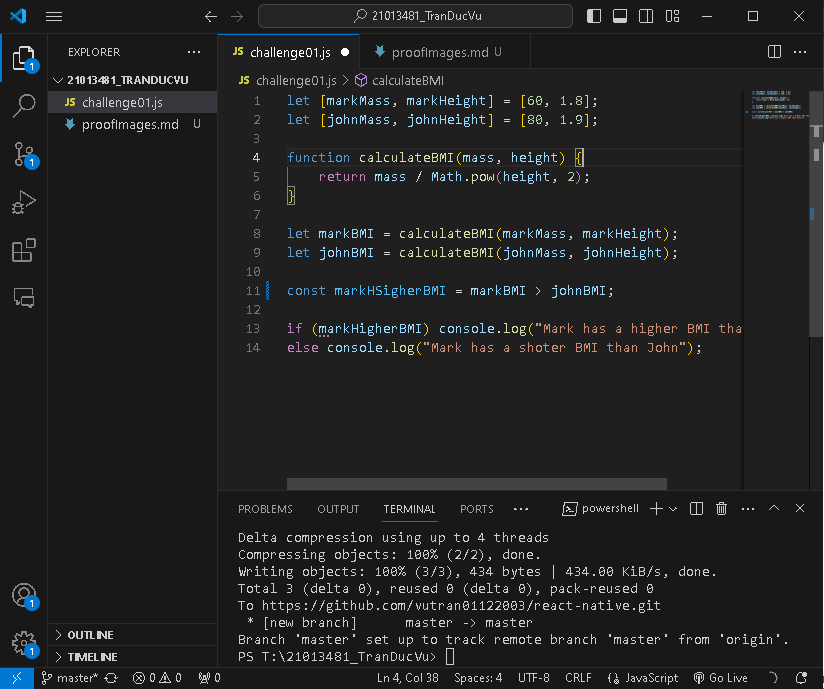 21013481_TranDucVu
EXPLORER
21013481_TRANDUCVU
JS challenge01.js
proofImages.md U
JS challenge01.js
proofImages.md U
JS challenge01.js > calculateBMI
1 let [markMass, markHeight] = [60, 1.8];
2 let [johnMass, johnHeight] = [80, 1.9];
3
4 function calculateBMI(mass, height) {
5 return mass / Math.pow(height, 2);
6 }
7
8 let markBMI = calculateBMI(markMass, markHeight);
9 let johnBMI = calculateBMI(johnMass, johnHeight);
10
11 const markHSigherBMI = markBMI > johnBMI;
12
13 if (markHigherBMI) console.log("Mark has a higher BMI tha
14 else console.log("Mark has a shoter BMI than John");
PROBLEMS OUTPUT TERMINAL PORTS ... powershell
Delta compression using up to 4 threads
Compressing objects: 100% (2/2), done.
Writing objects: 100% (3/3), 434 bytes | 434.00 KiB/s, done.
Total 3 (delta 0), reused 0 (delta 0), pack-reused 0
To https://github.com/vutran01122003/react-native.git
* [new branch] master -> master
Branch 'master' set up to track remote branch 'master' from 'origin'.
PS T:\21013481_TranDucVu>
1
1
1
1
OUTLINE
TIMELINE
master* 0 0 0 Ln 4, Col 38 Spaces: 4 UTF-8 CRLF {} JavaScript Go Live